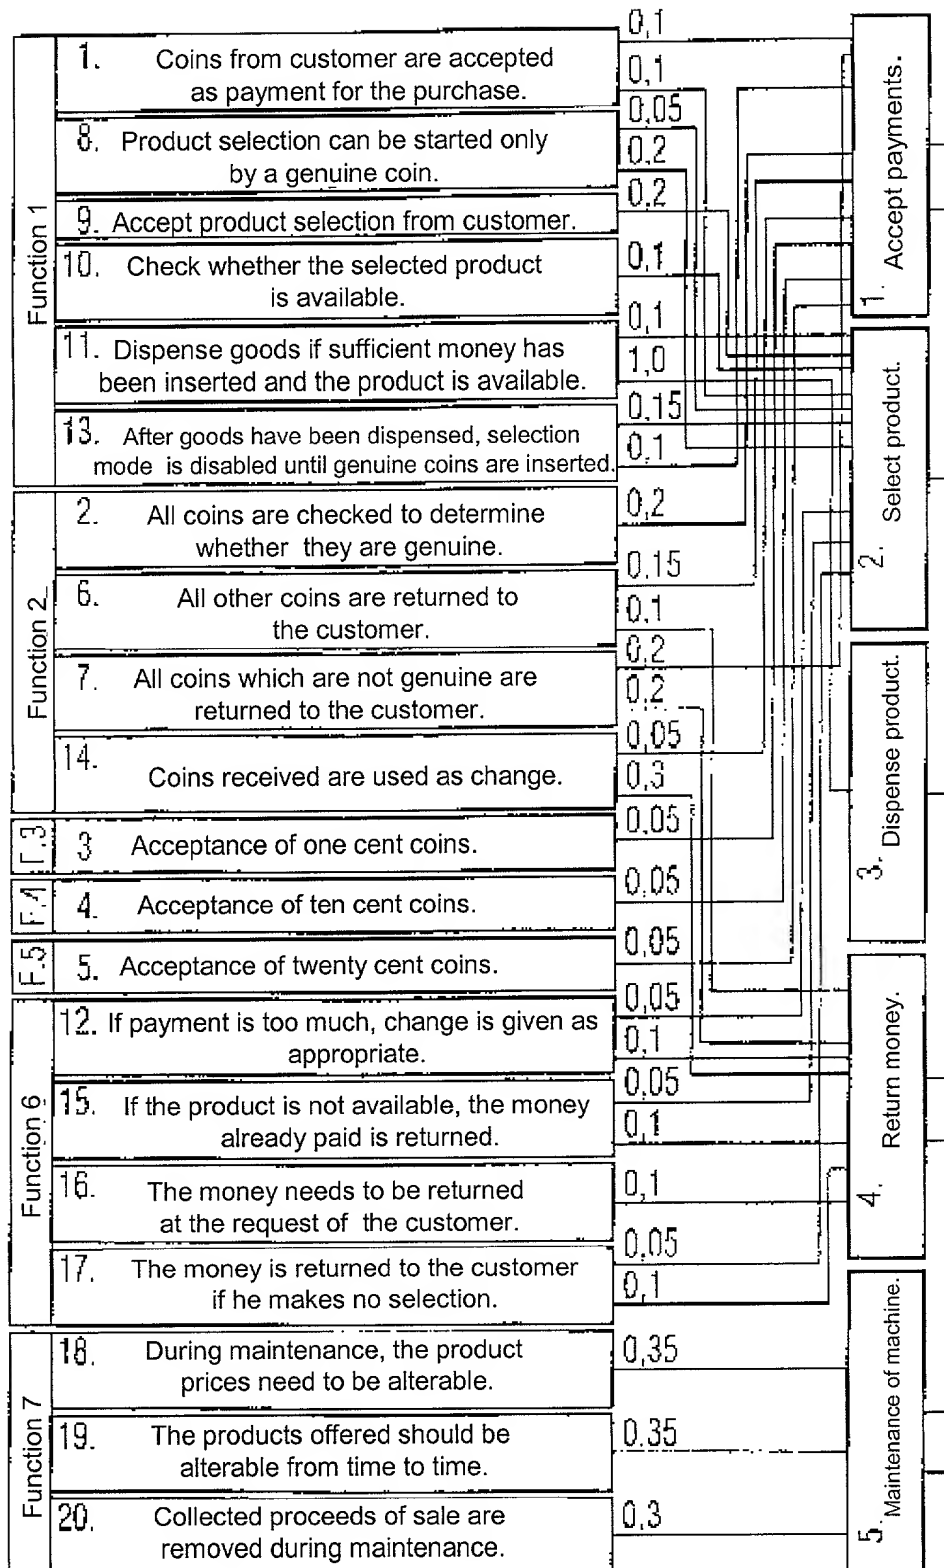 Function 1
1. Coins from customer are accepted
as payment for the purchase.
8. Product selection can be started only
by a genuine coin.
9. Accept product selection from customer.
10. Check whether the selected product
is available.
11. Dispense goods if sufficient money has
been inserted and the product is available.
13. After goods have been dispensed, selection
mode is disabled until genuine coins are inserted.
Function 2
2. All coins are checked to determine
whether they are genuine.
6. All other coins are returned to
the customer.
7. All coins which are not genuine are
returned to the customer.
14.
Coins received are used as change.
F.3
3 Acceptance of one cent coins.
F.4
4. Acceptance of ten cent coins.
F.5
5. Acceptance of twenty cent coins.
Function 6
12. If payment is too much, change is given as
appropriate.
15. If the product is not available, the money
already paid is returned.
16. The money needs to be returned
at the request of the customer.
17. The money is returned to the customer
if he makes no selection.
Function 7
18. During maintenance, the product
prices need to be alterable.
19. The products offered should be
alterable from time to time.
20. Collected proceeds of sale are
removed during maintenance.
0,1
0,1
0,05
0,2
0,2
0,1
0,1
1,0
0,15
0,1
0,2
0,15
0,1
0,2
0,2
0,05
0,3
0,05
0,05
0,05
0,05
0,1
0,05
0,1
0,1
0,05
0,1
0,35
0.35
0,3
1. Accept payments.
2. Select product.
3. Dispense product.
4. Return money.
5. Maintenance of machine.